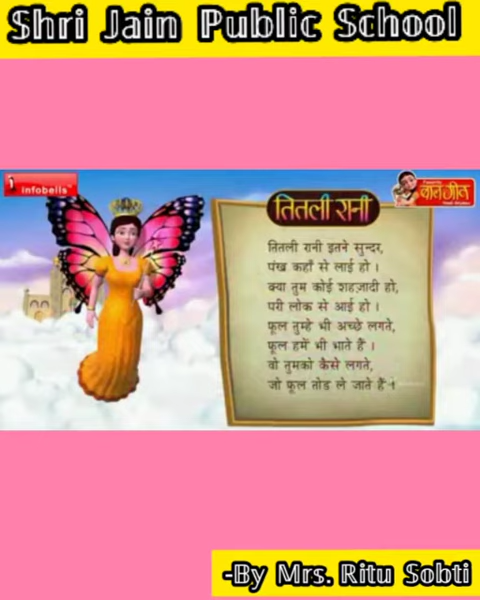 Shri Jain Public School
infobells
बाल गीत
तितली रानी
तितली रानी इतने सुन्दर,
पंख कहाँ से लाई हो ।
क्या तुम कोई शहज़ादी हो,
परी लोक से आई हो ।
फूल तुम्हे भी अच्छे लगते,
फूल हमें भी भाते हैं ।
वो तुमको कैसे लगते,
जो फूल तोड ले जाते हैं ।
-By Mrs. Ritu Sobti